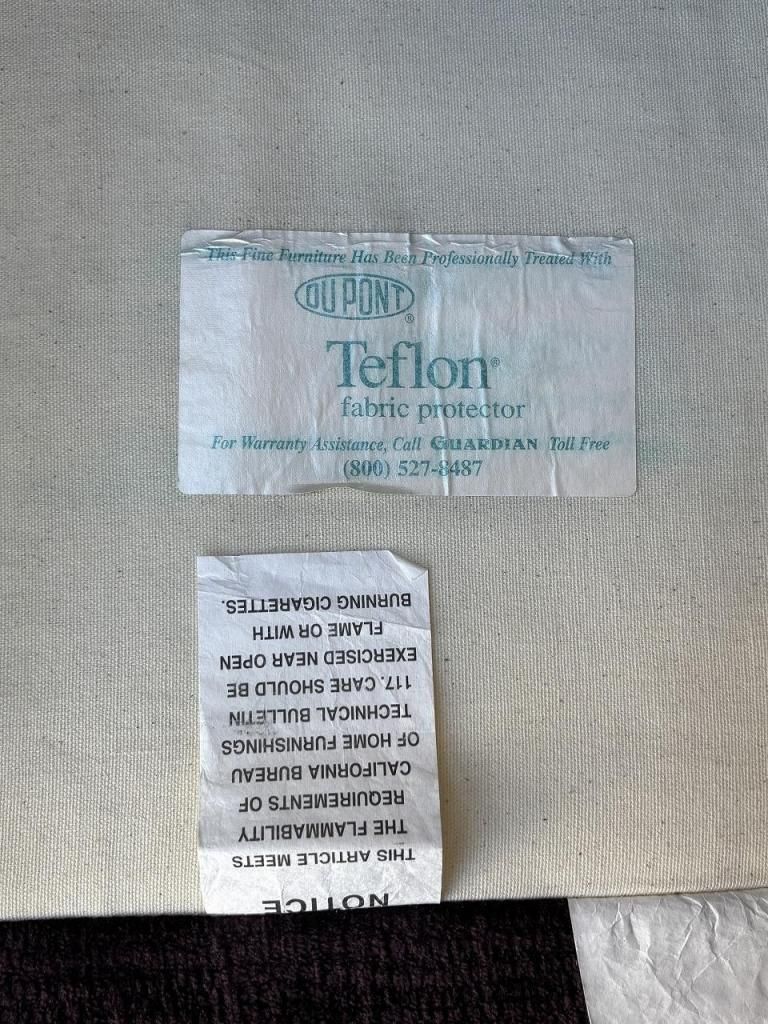 This Fine Furniture Has Been Professionally Treated With
DU PONT®
Teflon®
fabric protector
For Warranty Assistance, Call GUARDIAN Toll Free
(800) 527-8487
NOTICE
THIS ARTICLE MEETS
THE FLAMMABILITY
REQUIREMENTS OF
CALIFORNIA BUREAU
OF HOME FURNISHINGS
TECHNICAL BULLETIN
117. CARE SHOULD BE
EXERCISED NEAR OPEN
FLAME OR WITH
BURNING CIGARETTES.